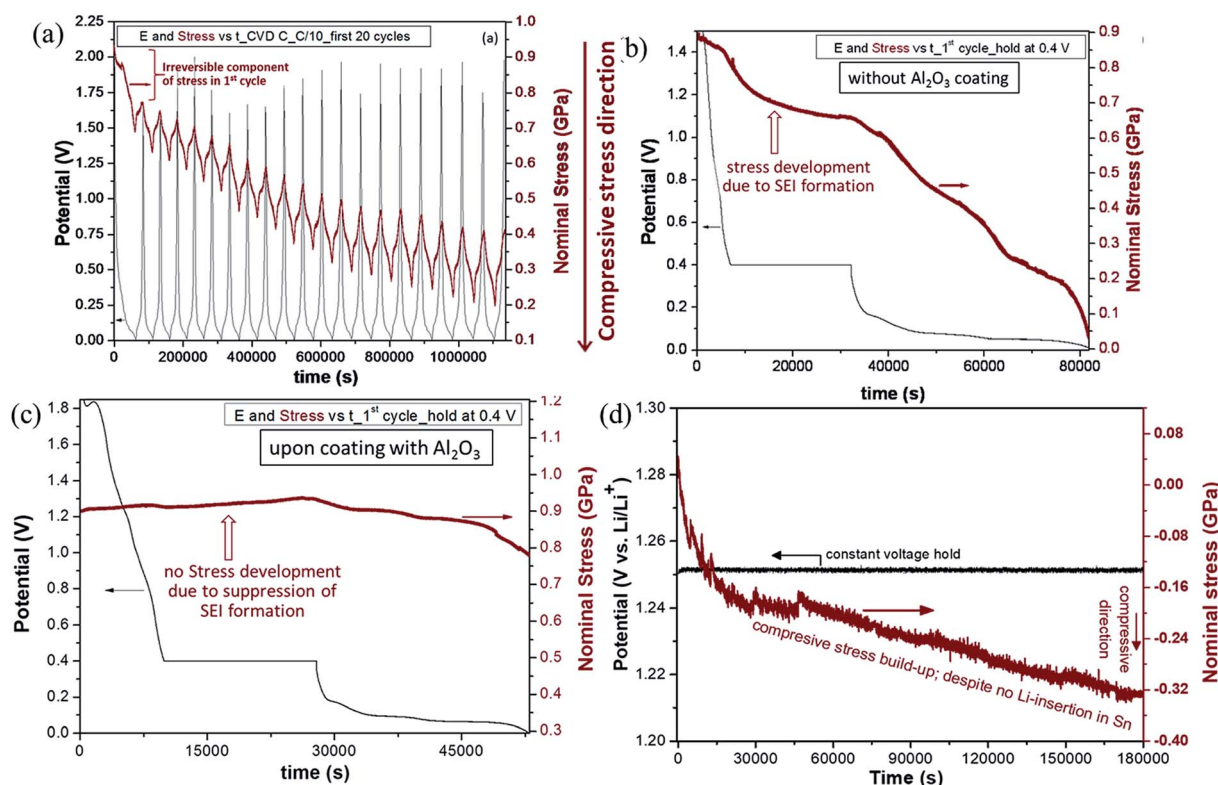 (a)
E and Stress vs t_CVD C_C/10_first 20 cycles
(a)
Irreversible component
of stress in 1st cycle
Potential (V)
2.25
2.00
1.75
1.50
1.25
1.00
0.75
0.50
0.25
0.00
0 200000 400000 600000 800000 1000000
time (s)
1.0
0.9
0.8
0.7
0.6
0.5
0.4
0.3
0.2
0.1
Nominal Stress (GPa)
Compressive stress direction
(b)
E and Stress vs t_1st cycle_hold at 0.4 V
without Al2O3 coating
stress development
due to SEI formation
Potential (V)
1.4
1.2
1.0
0.8
0.6
0.4
0.2
0.0
0 20000 40000 60000 80000
time (s)
0.9
0.8
0.7
0.6
0.5
0.4
0.3
0.2
0.1
0.0
Nominal Stress (GPa)
(c)
E and Stress vs t_1st cycle_hold at 0.4 V
upon coating with Al2O3
no Stress development
due to suppression of
SEI formation
Potential (V)
1.8
1.6
1.4
1.2
1.0
0.8
0.6
0.4
0.2
0.0
0 15000 30000 45000
time (s)
1.2
1.1
1.0
0.9
0.8
0.7
0.6
0.5
0.4
0.3
Nominal Stress (GPa)
(d)
constant voltage hold
compresive stress build-up; despite no Li-insertion in Sn
compressive
direction
Potential (V vs. Li/Li+)
1.30
1.28
1.26
1.24
1.22
1.20
0 30000 60000 90000 120000 150000 180000
Time (s)
0.08
0.00
-0.08
-0.16
-0.24
-0.32
-0.40
Nominal stress (GPa)